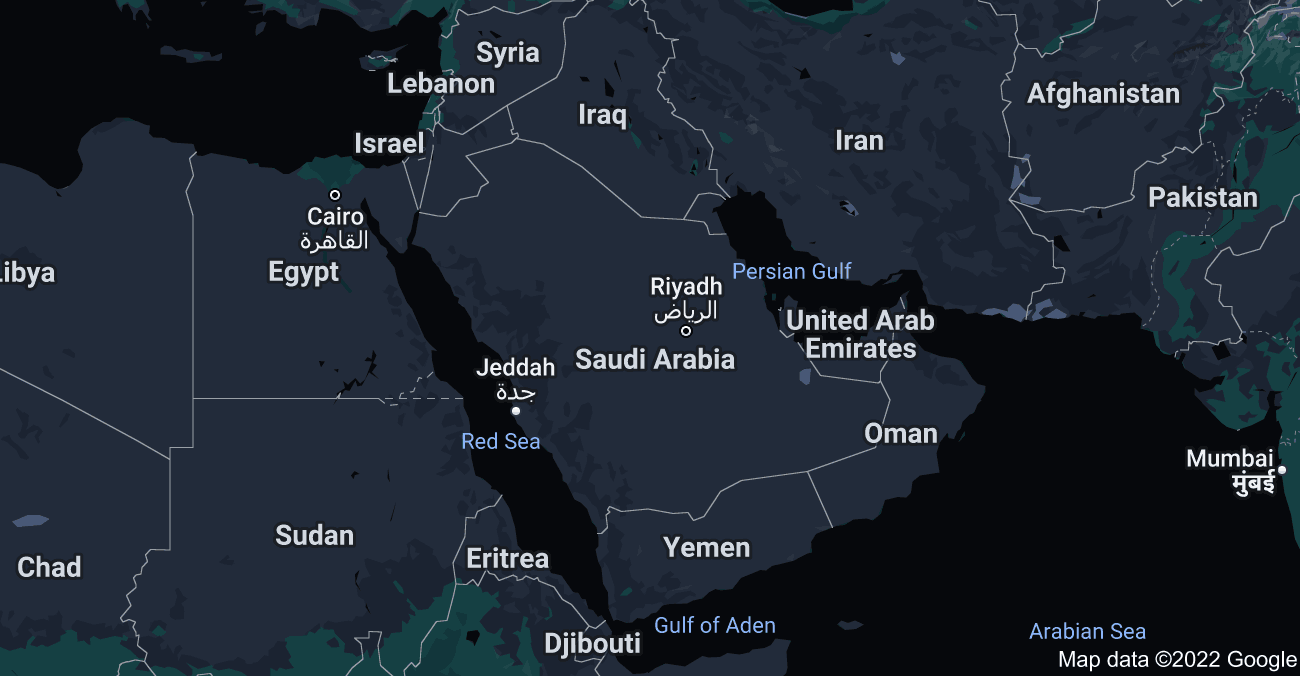 Syria
Lebanon
Afghanistan
Iraq
Israel
Iran
Pakistan
Cairo
القاهرة
Egypt
Libya
Persian Gulf
Riyadh
الرياض
United Arab
Emirates
Saudi Arabia
Jeddah
جدة
Oman
Red Sea
Mumbai
मुंबई
Sudan
Yemen
Eritrea
Chad
Gulf of Aden
Arabian Sea
Djibouti
Map data ©2022 Google